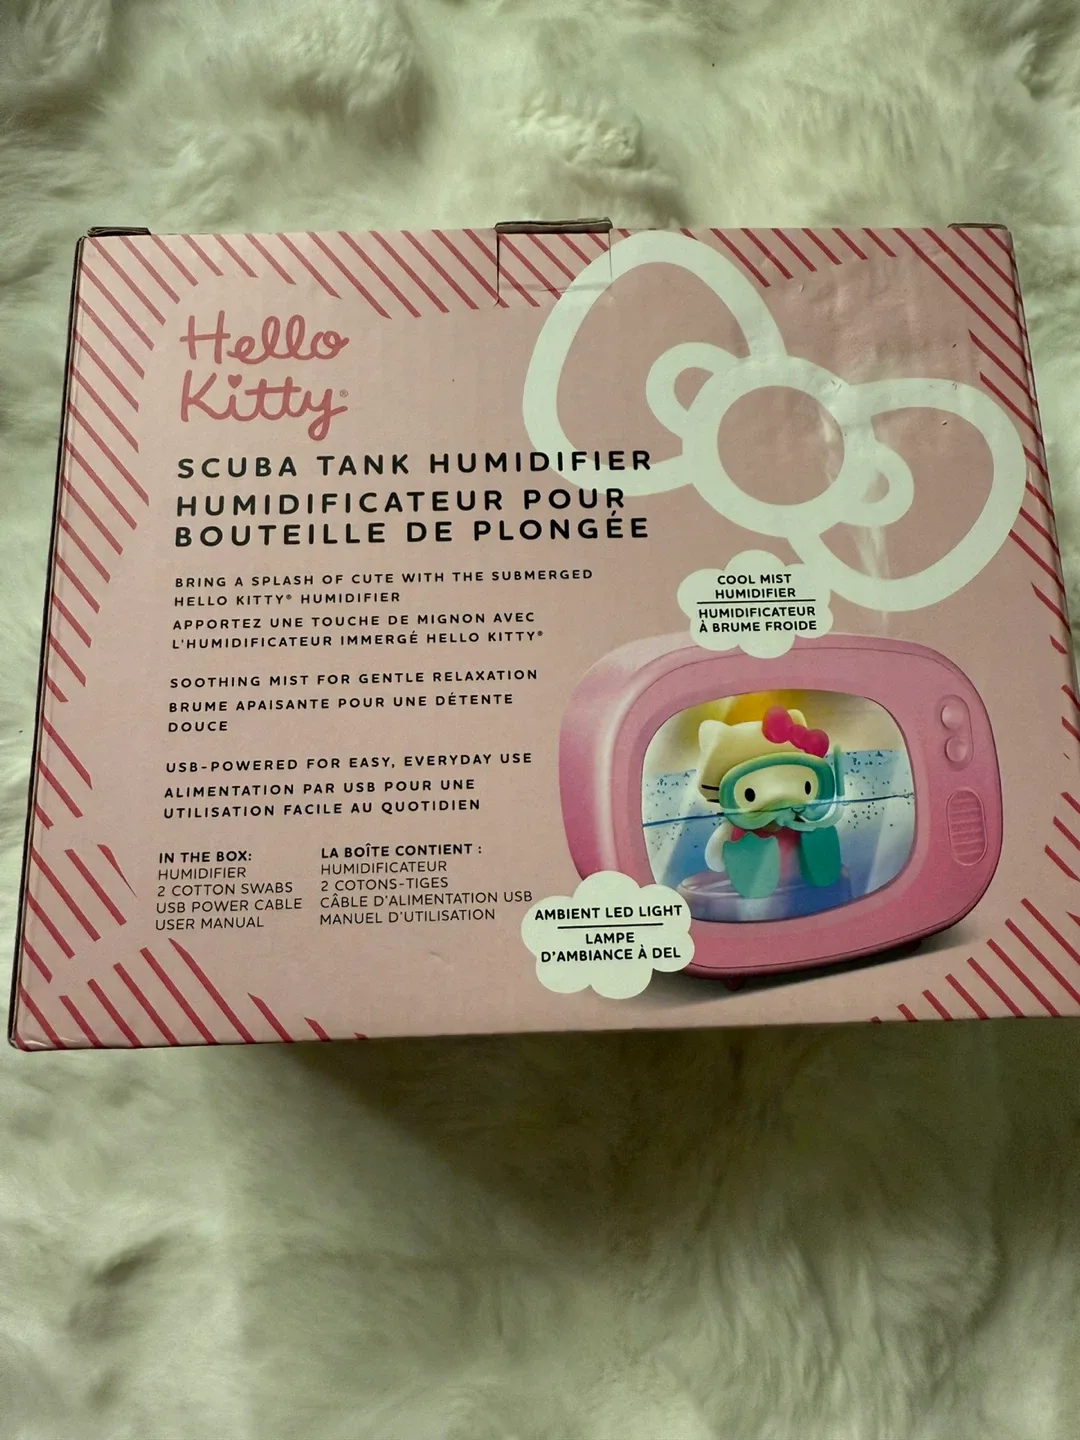 Hello
Kitty®
SCUBA TANK HUMIDIFIER
HUMIDIFICATEUR POUR
BOUTEILLE DE PLONGÉE
BRING A SPLASH OF CUTE WITH THE SUBMERGED
HELLO KITTY® HUMIDIFIER
APPORTEZ UNE TOUCHE DE MIGNON AVEC
L'HUMIDIFICATEUR IMMERGÉ HELLO KITTY®
SOOTHING MIST FOR GENTLE RELAXATION
BRUME APAISANTE POUR UNE DÉTENTE
DOUCE
USB-POWERED FOR EASY, EVERYDAY USE
ALIMENTATION PAR USB POUR UNE
UTILISATION FACILE AU QUOTIDIEN
IN THE BOX:
HUMIDIFIER
2 COTTON SWABS
USB POWER CABLE
USER MANUAL
LA BOÎTE CONTIENT :
HUMIDIFICATEUR
2 COTONS-TIGES
CÂBLE D'ALIMENTATION USB
MANUEL D'UTILISATION
COOL MIST
HUMIDIFIER
HUMIDIFICATEUR
À BRUME FROIDE
AMBIENT LED LIGHT
LAMPE
D'AMBIANCE À DEL